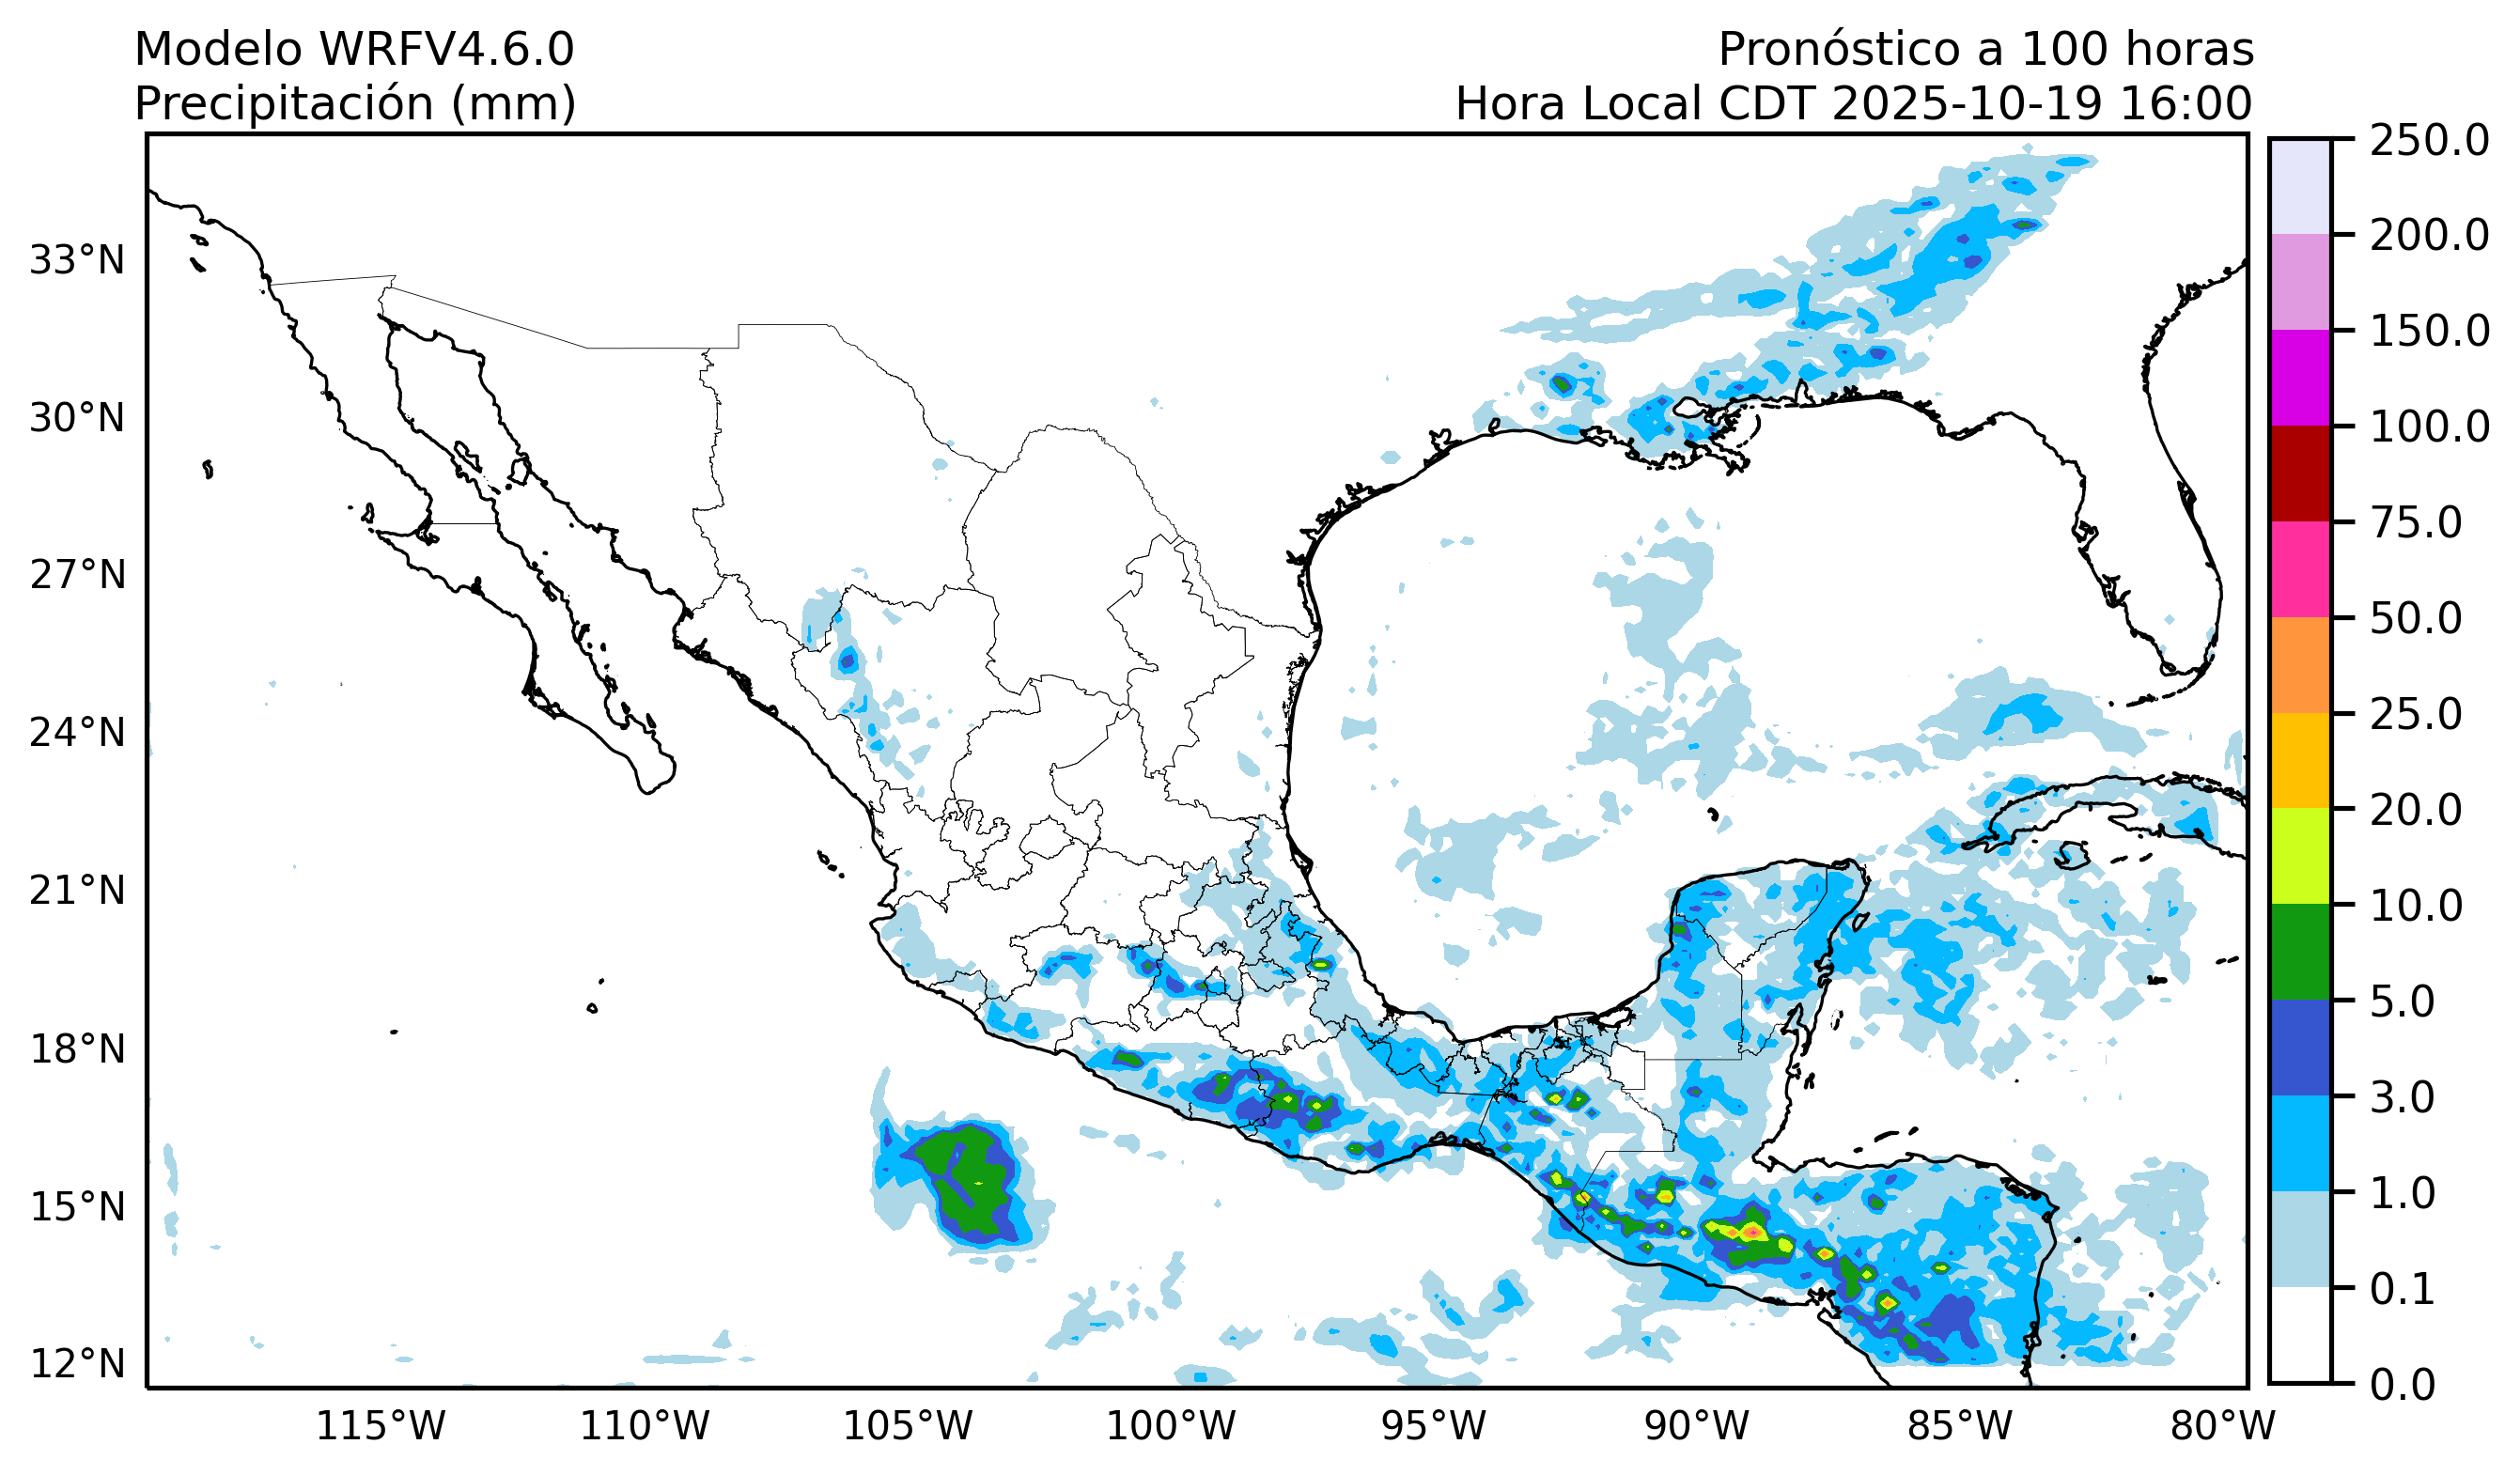 Modelo WRFV4.6.0
Precipitación (mm)
Pronóstico a 100 horas
Hora Local CDT 2025-10-19 16:00
33°N
30°N
27°N
24°N
21°N
18°N
15°N
12°N
115°W
110°W
105°W
100°W
95°W
90°W
85°W
80°W
250.0
200.0
150.0
100.0
75.0
50.0
25.0
20.0
10.0
5.0
3.0
1.0
0.1
0.0